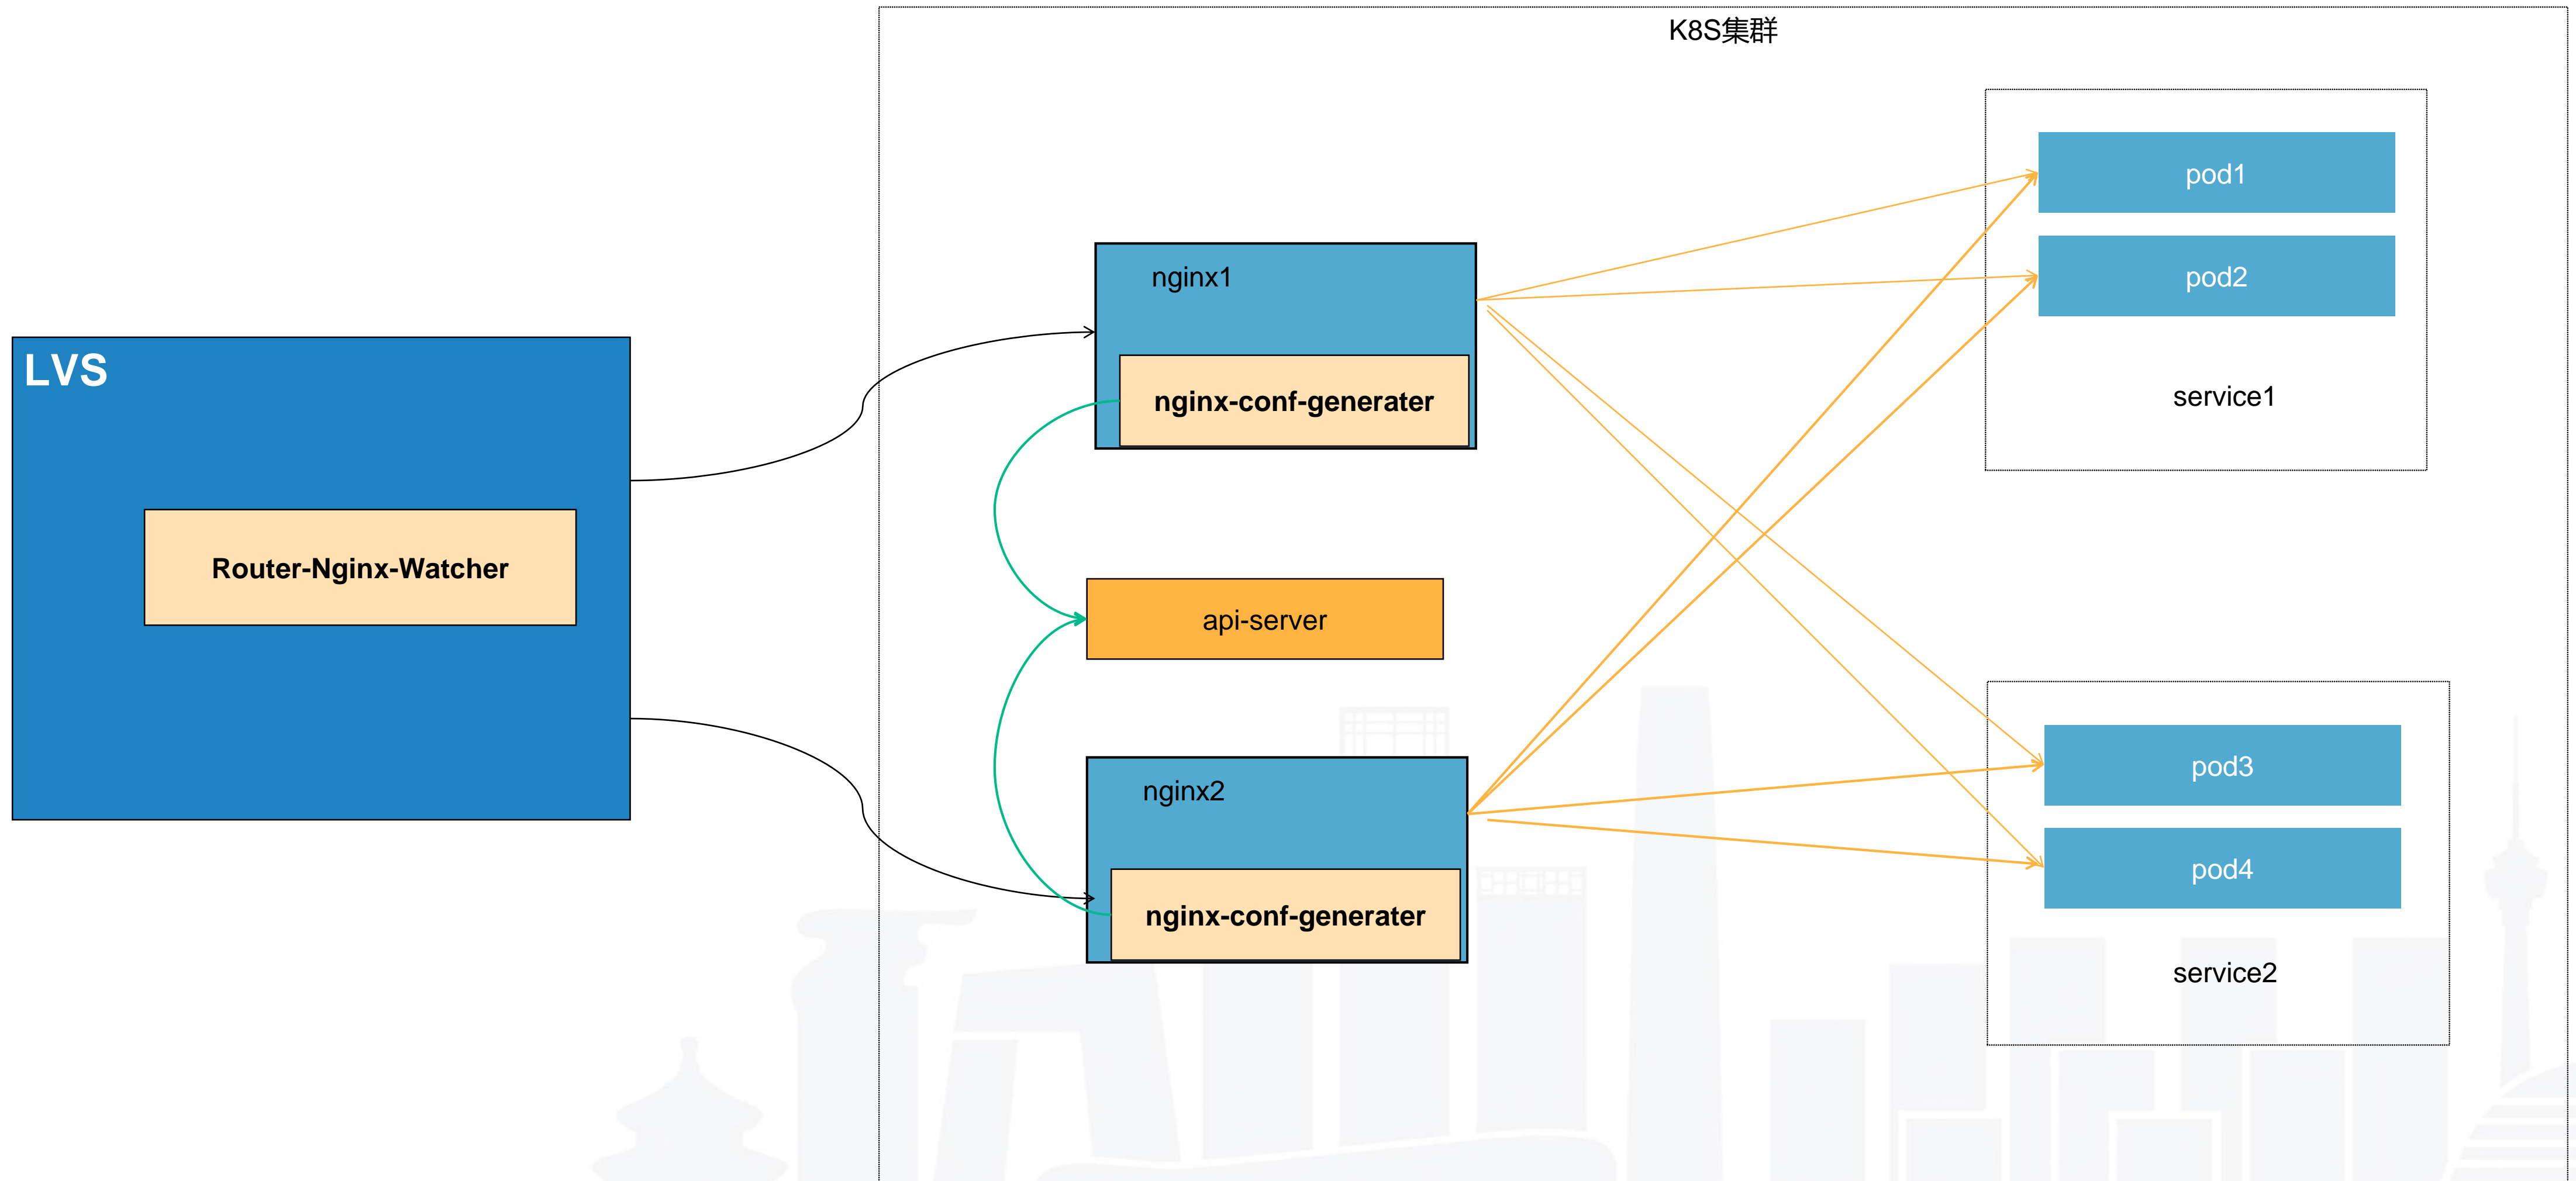 K8S集群
LVS
Router-Nginx-Watcher
nginx1
nginx-conf-generater
api-server
nginx2
nginx-conf-generater
pod1
pod2
service1
pod3
pod4
service2